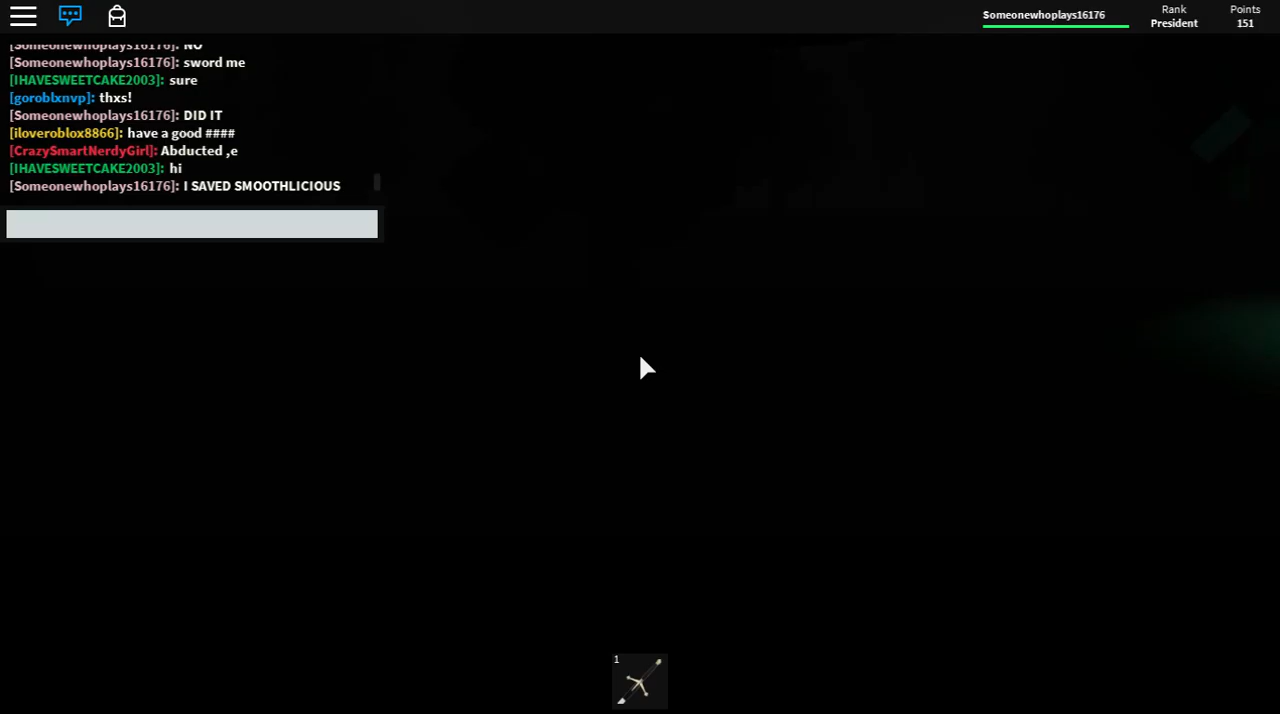 Someonewhoplays16176
Rank
President
Points
151
[Someonewhoplays16176]: NO
[Someonewhoplays16176]: sword me
[IHAVESWEETCAKE2003]: sure
[goroblxnvp]: thxs!
[Someonewhoplays16176]: DID IT
[iloveroblox8866]: have a good ####
[CrazySmartNerdyGirl]: Abducted ,e
[IHAVESWEETCAKE2003]: hi
[Someonewhoplays16176]: I SAVED SMOOTHLICIOUS
1